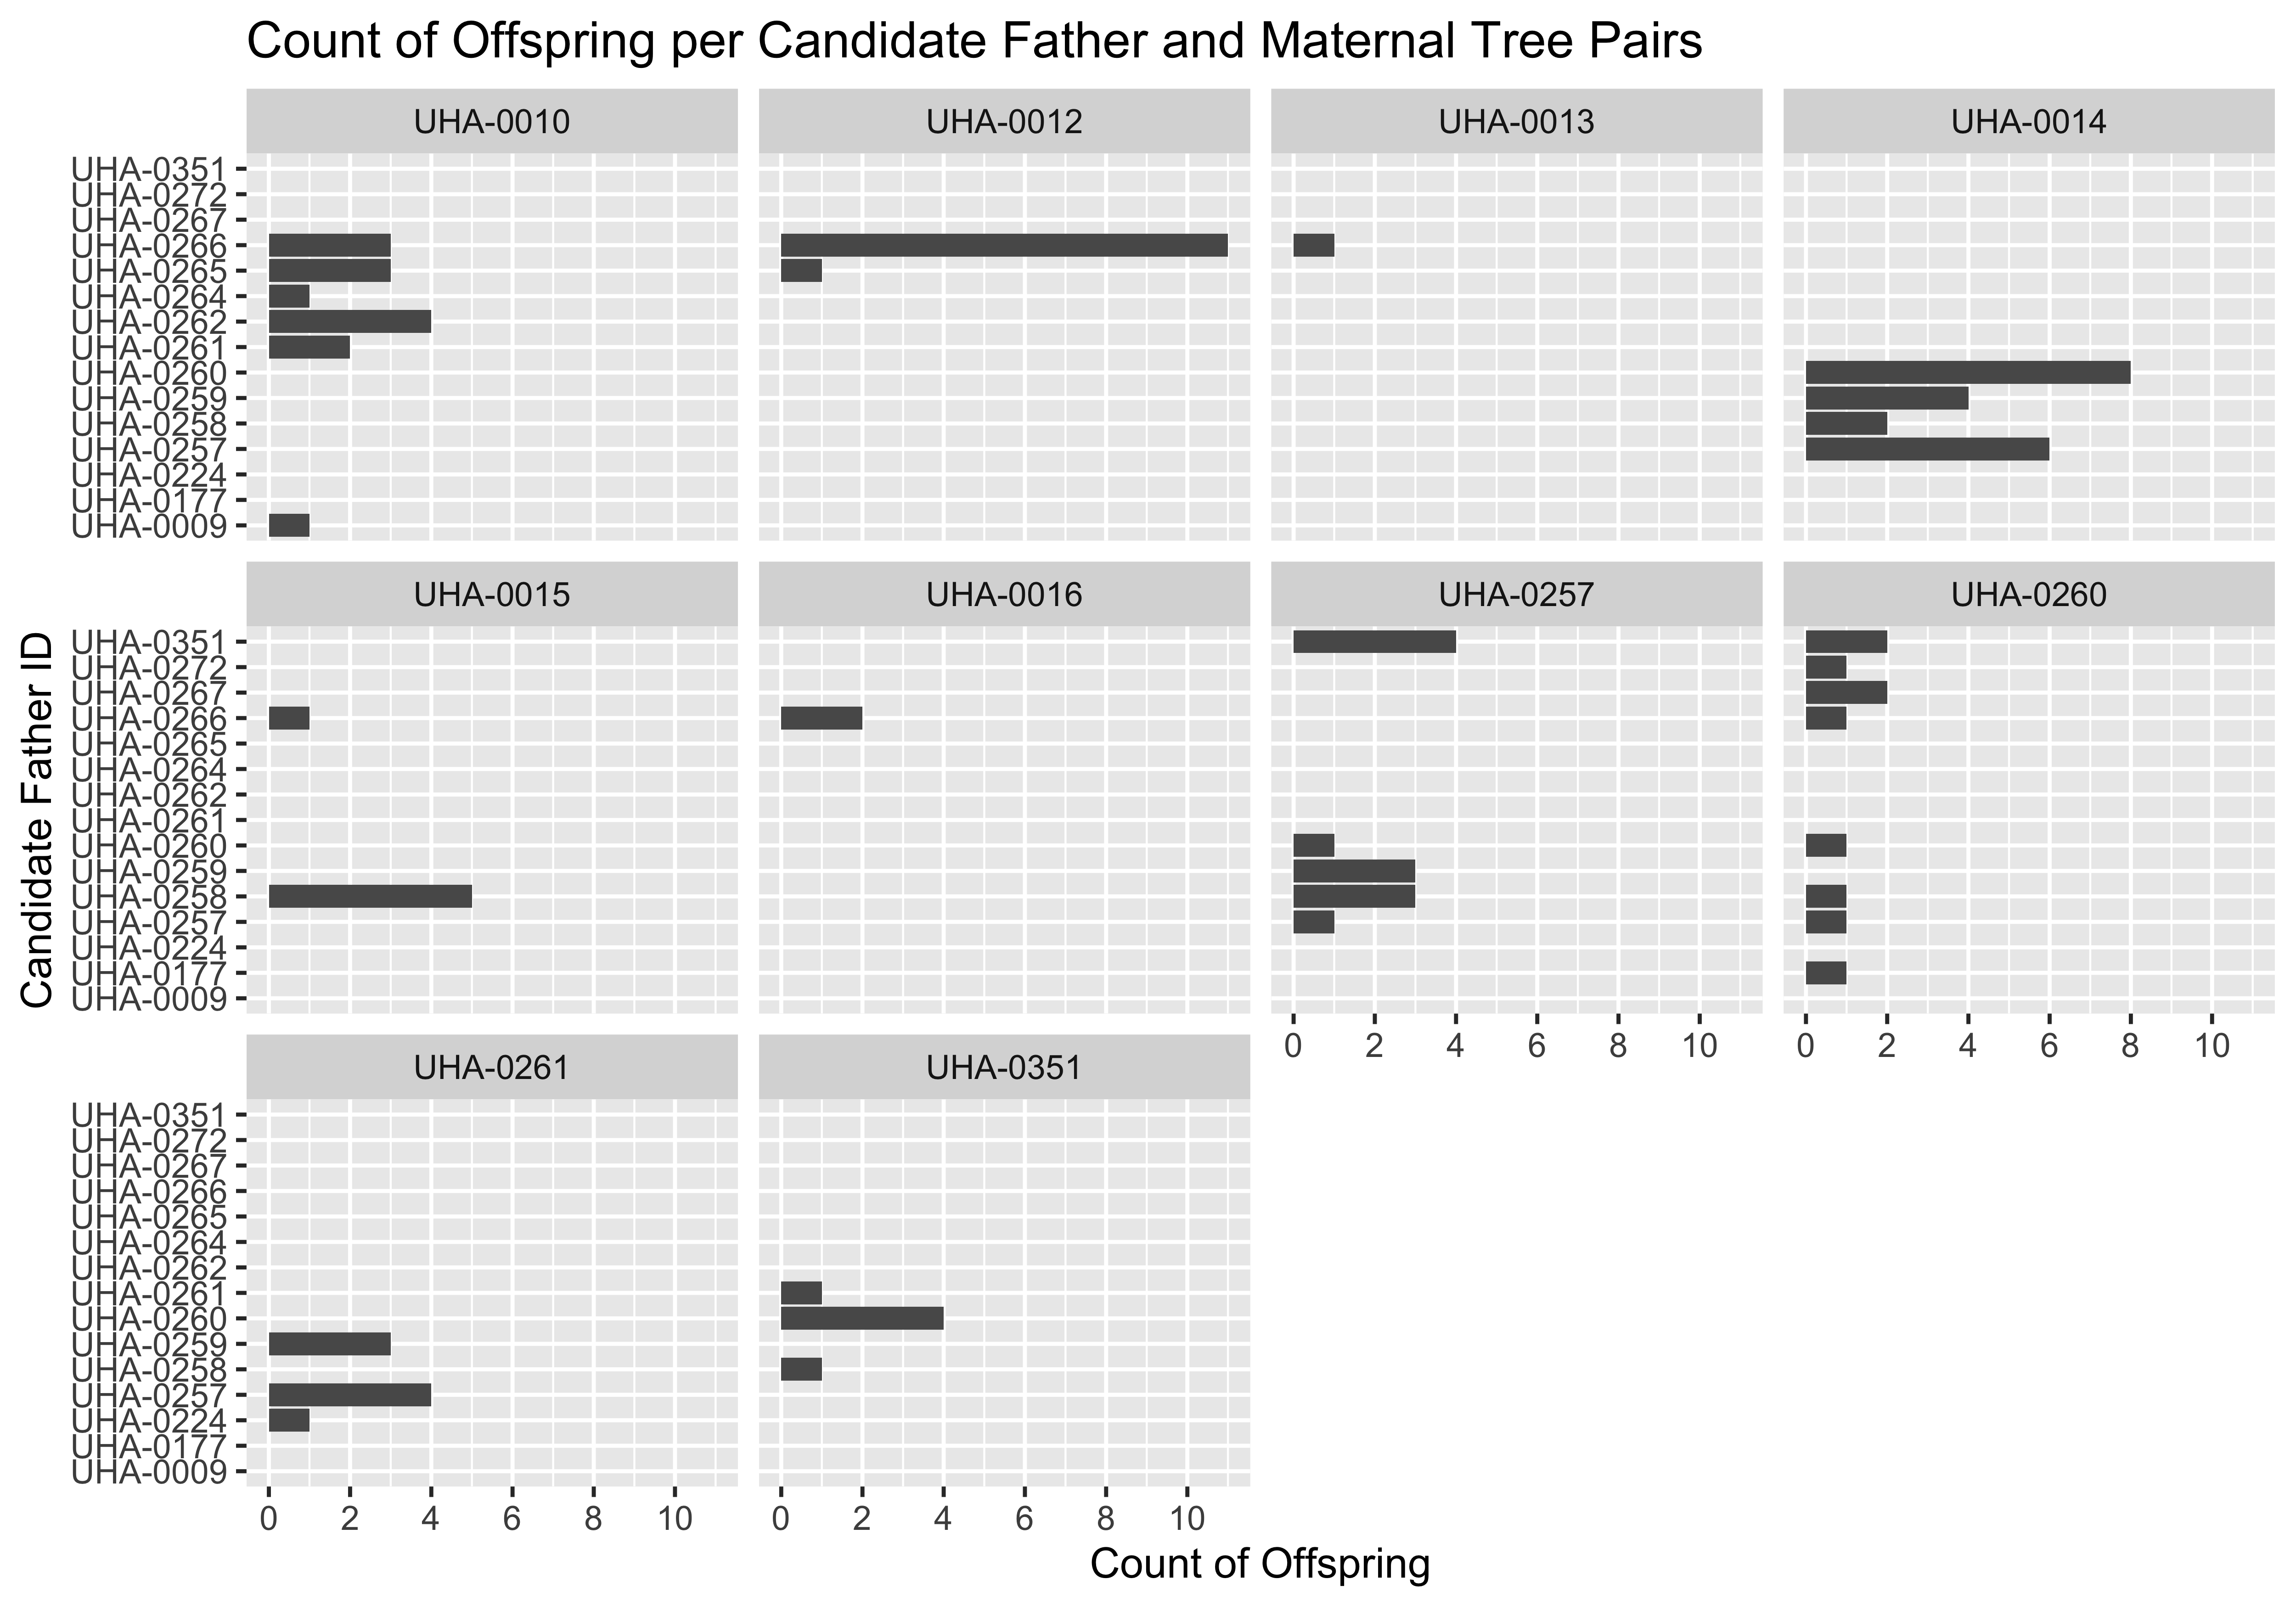 Count of Offspring per Candidate Father and Maternal Tree Pairs
UHA-0010 UHA-0012 UHA-0013 UHA-0014
UHA-0351
UHA-0272
UHA-0267
UHA-0266
UHA-0265
UHA-0264
UHA-0262
UHA-0261
UHA-0260
UHA-0259
UHA-0258
UHA-0257
UHA-0224
UHA-0177
UHA-0009
Candidate Father ID
UHA-0015 UHA-0016 UHA-0257 UHA-0260
UHA-0351
UHA-0272
UHA-0267
UHA-0266
UHA-0265
UHA-0264
UHA-0262
UHA-0261
UHA-0260
UHA-0259
UHA-0258
UHA-0257
UHA-0224
UHA-0177
UHA-0009
0 2 4 6 8 10 0 2 4 6 8 10
UHA-0261 UHA-0351
UHA-0351
UHA-0272
UHA-0267
UHA-0266
UHA-0265
UHA-0264
UHA-0262
UHA-0261
UHA-0260
UHA-0259
UHA-0258
UHA-0257
UHA-0224
UHA-0177
UHA-0009
0 2 4 6 8 10 0 2 4 6 8 10
Count of Offspring